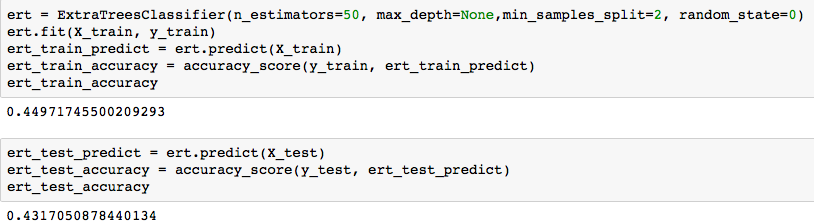 ert = ExtraTreesClassifier(n_estimators=50, max_depth=None,min_samples_split=2, random_state=0)
ert.fit(X_train, y_train)
ert_train_predict = ert.predict(X_train)
ert_train_accuracy = accuracy_score(y_train, ert_train_predict)
ert_train_accuracy
0.44971745500209293
ert_test_predict = ert.predict(X_test)
ert_test_accuracy = accuracy_score(y_test, ert_test_predict)
ert_test_accuracy
0.4317050878440134